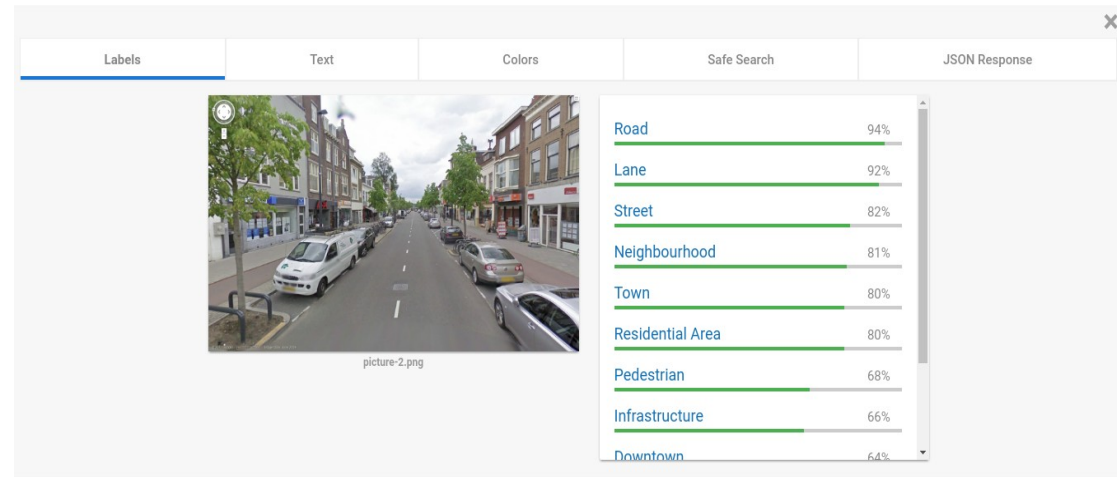 ×
Labels Text Colors Safe Search JSON Response
Road 94%
Lane 92%
Street 82%
Neighbourhood 81%
Town 80%
Residential Area 80%
Pedestrian 68%
Infrastructure 66%
Downtown 64%
picture-2.png